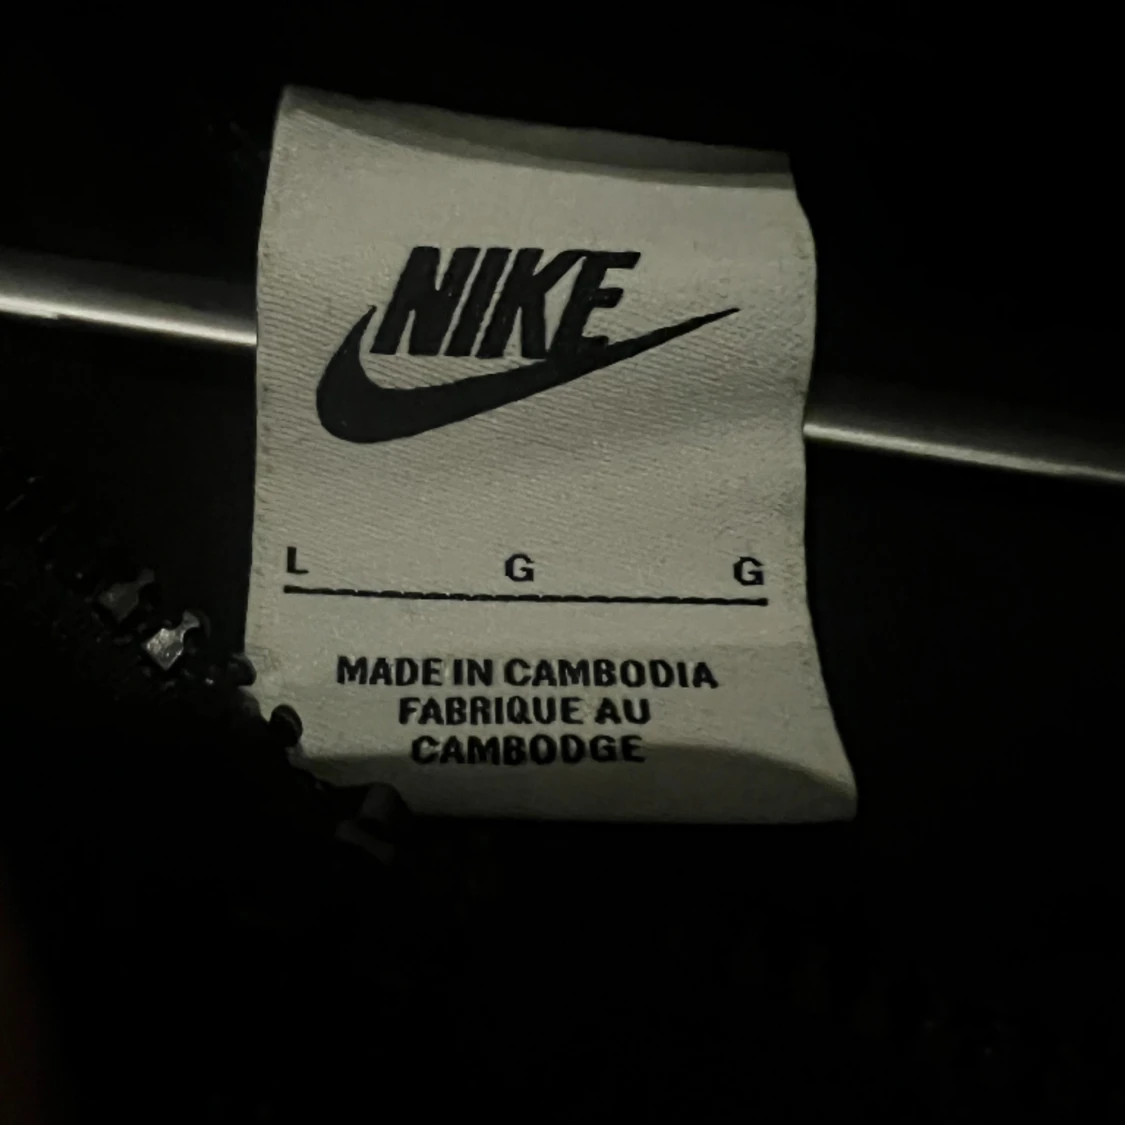 NIKE
L G G
MADE IN CAMBODIA
FABRIQUE AU
CAMBODGE